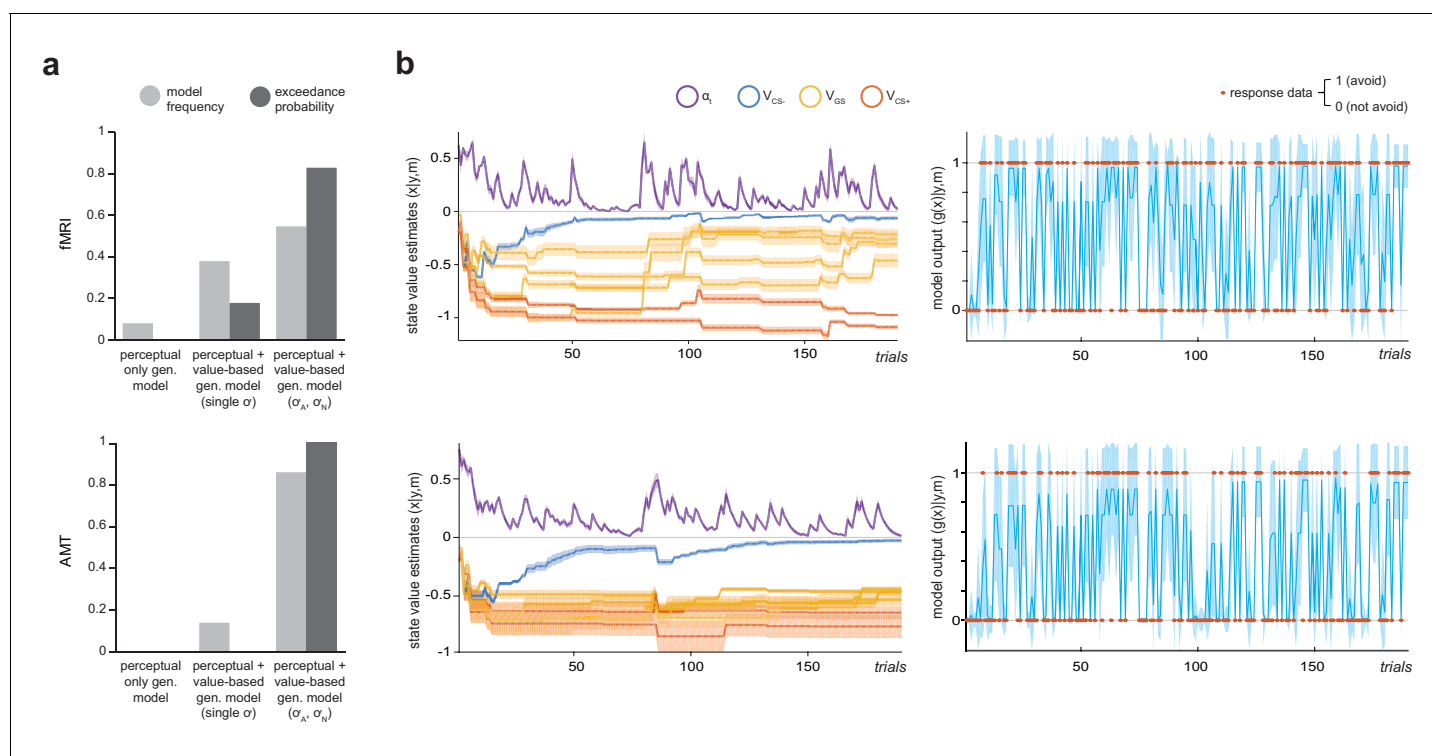 a
model
frequency
exceedance
probability
fMRI
1
0.8
0.6
0.4
0.2
0
perceptual
only gen.
model
perceptual +
value-based
gen. model
(single σ)
perceptual +
value-based
gen. model
(σA, σN)
AMT
1
0.8
0.6
0.4
0.2
0
perceptual
only gen.
model
perceptual +
value-based
gen. model
(single σ)
perceptual +
value-based
gen. model
(σA, σN)
b
αt
VCS-
VGS
VCS+
response data
1 (avoid)
0 (not avoid)
state value estimates (x|y,m)
0.5
0
-0.5
-1
50
100
150
trials
model output (g(x)|y,m)
1
0
50
100
150
trials
state value estimates (x|y,m)
0.5
0
-0.5
-1
50
100
150
trials
model output (g(x)|y,m)
1
0
50
100
150
trials